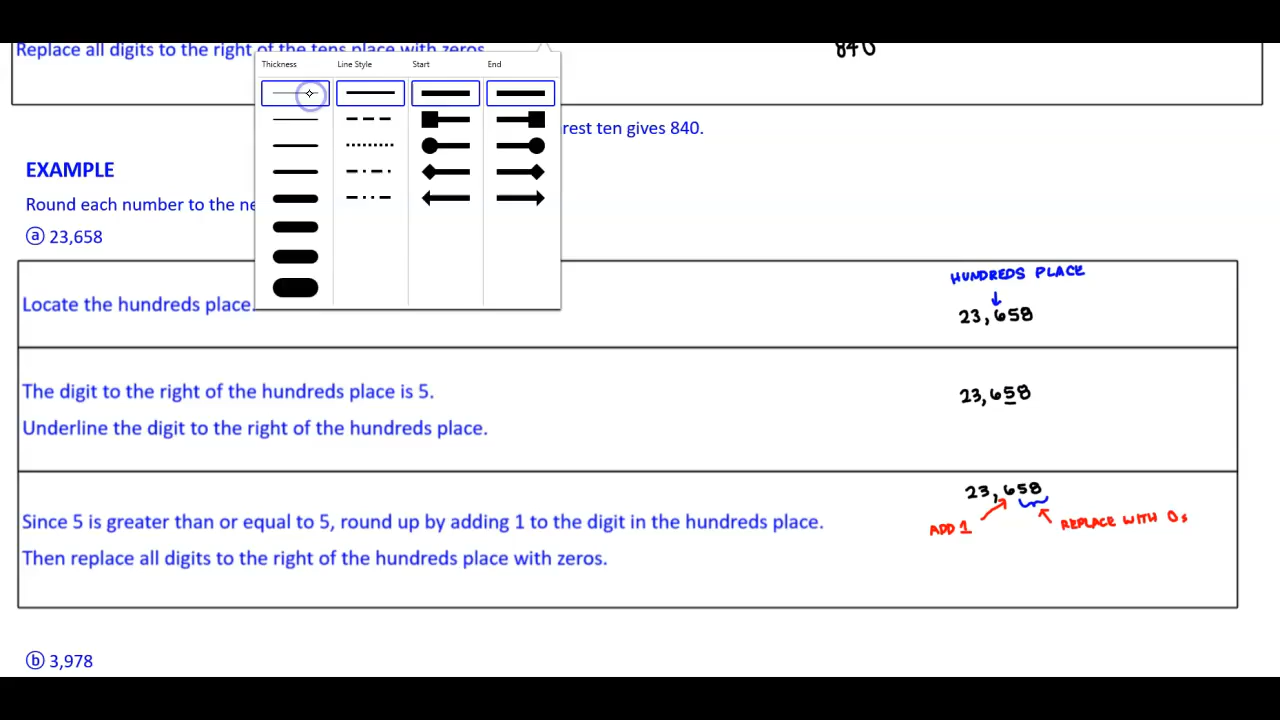 Replace all digits to the right of the tens place with zeros.
840
Thickness
Line Style
Start
End
rest ten gives 840.
EXAMPLE
Round each number to the ne
ⓐ 23,658
Locate the hundreds place.
HUNDREDS PLACE
23,658
The digit to the right of the hundreds place is 5.
Underline the digit to the right of the hundreds place.
23,658
Since 5 is greater than or equal to 5, round up by adding 1 to the digit in the hundreds place.
Then replace all digits to the right of the hundreds place with zeros.
23,658
ADD 1
REPLACE WITH 0s
ⓑ 3,978